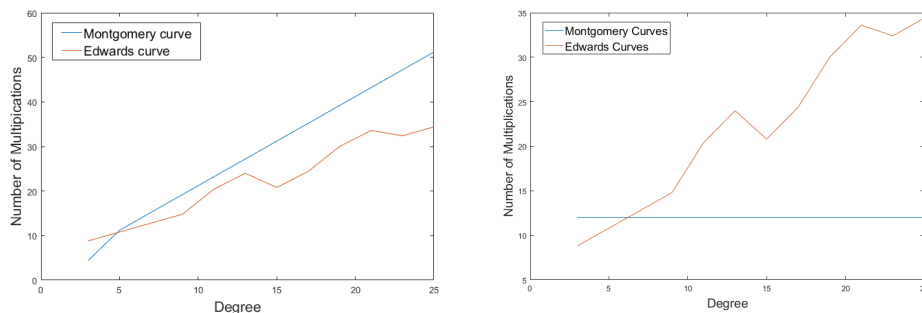 60
50
40
30
20
10
0
Number of Multipications
Montgomery curve
Edwards curve
0 5 10 15 20 25
Degree
35
30
25
20
15
10
5
Number of Multiplications
Montgomery Curves
Edwards Curves
0 5 10 15 20 25
Degree